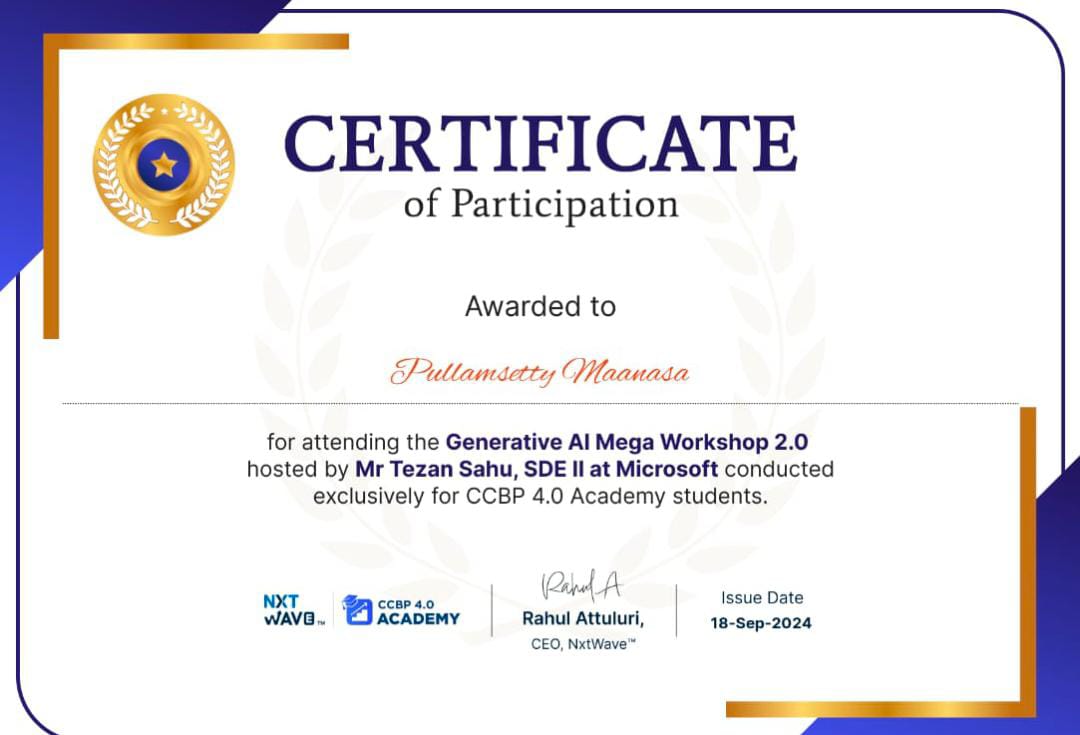 CERTIFICATE
of Participation
Awarded to
Pullamsetty Maanasa
for attending the Generative AI Mega Workshop 2.0
hosted by Mr Tezan Sahu, SDE II at Microsoft conducted
exclusively for CCBP 4.0 Academy students.
NXT
WAVE™
CCBP 4.0
ACADEMY
Rahul A
Rahul Attuluri,
CEO, NxtWave™
Issue Date
18-Sep-2024